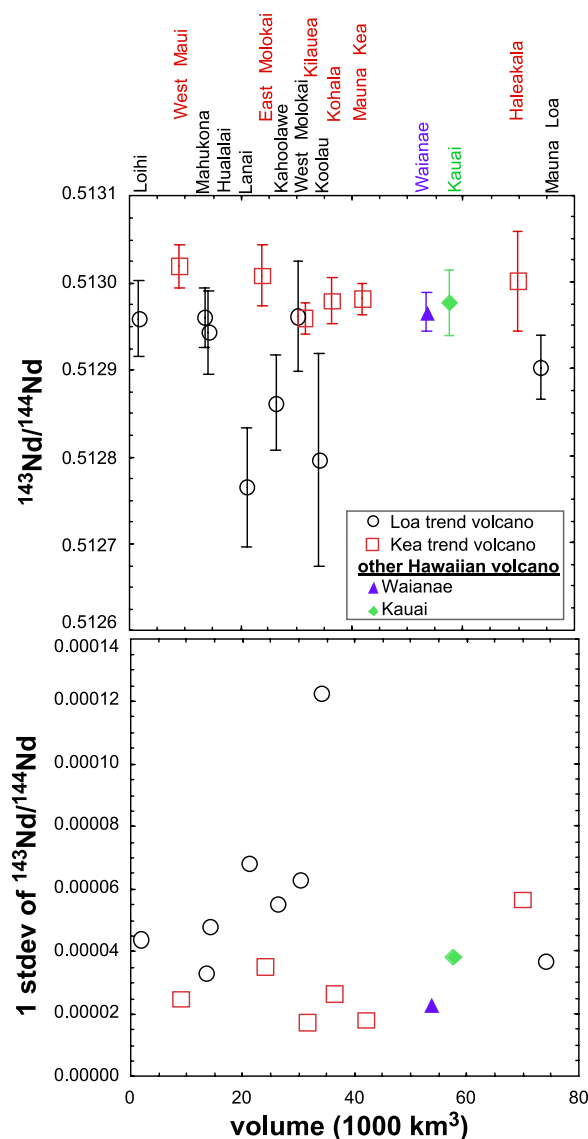 Loihi
West Maui
Mahukona
Hualalai
Lanai
East Molokai
Kahoolawe
West Molokai
Kilauea
Koolau
Kohala
Mauna Kea
Waianae
Kauai
Haleakala
Mauna Loa
0.5131
0.5130
0.5129
0.5128
0.5127
0.5126
¹⁴³Nd/¹⁴⁴Nd
Loa trend volcano
Kea trend volcano
other Hawaiian volcano
Waianae
Kauai
0.00014
0.00012
0.00010
0.00008
0.00006
0.00004
0.00002
0.00000
1 stdev of ¹⁴³Nd/¹⁴⁴Nd
0 20 40 60 80
volume (1000 km³)